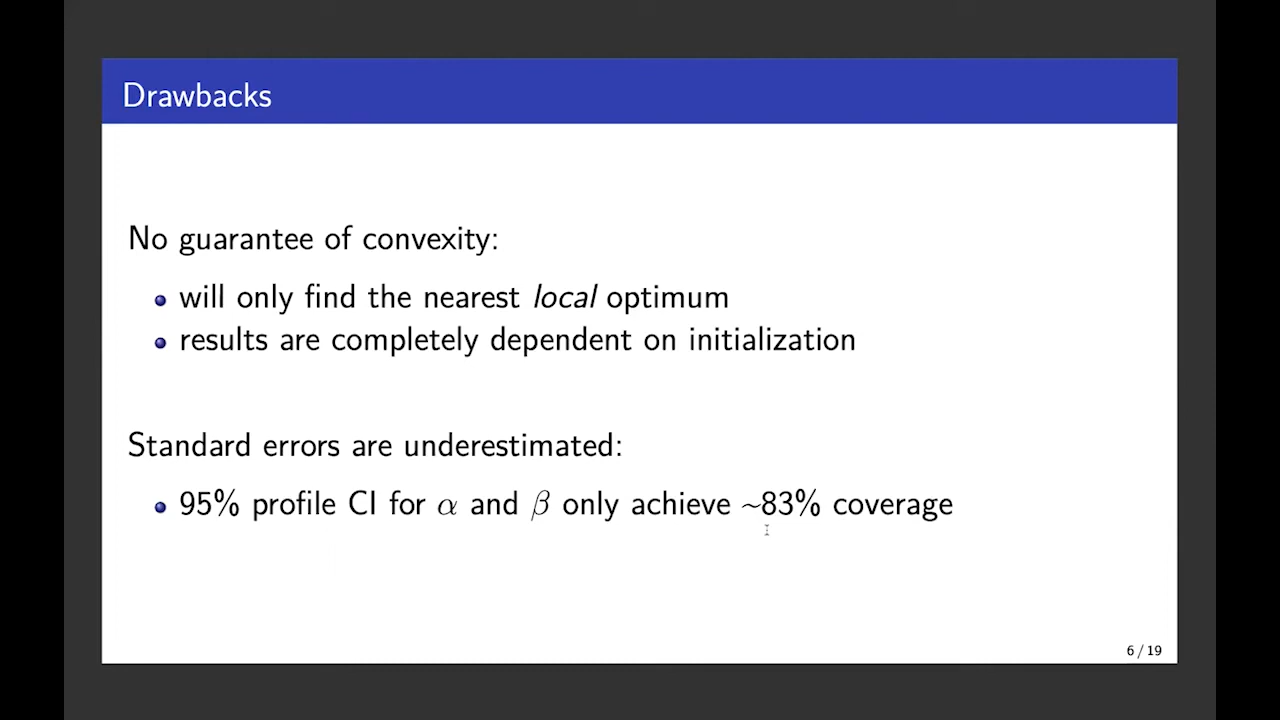 Drawbacks
No guarantee of convexity:
will only find the nearest local optimum
results are completely dependent on initialization
Standard errors are underestimated:
95% profile CI for α and β only achieve ~83% coverage
6 / 19